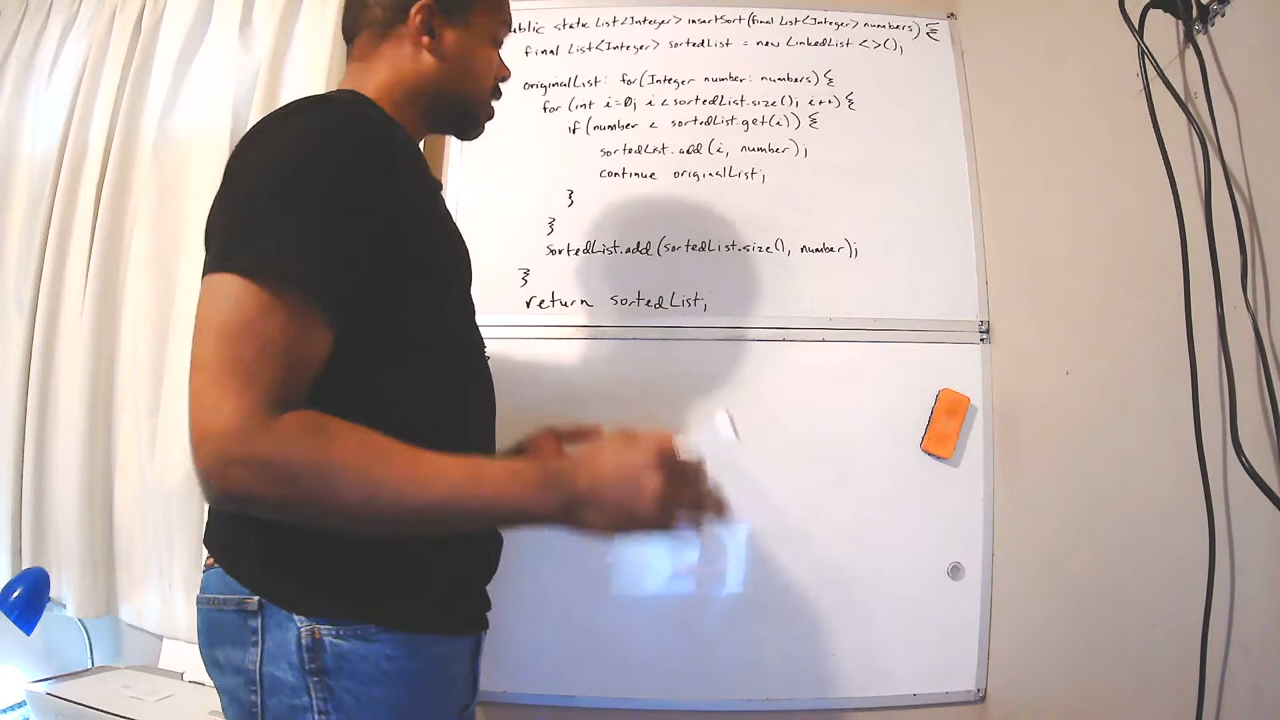 ublic static List<Integer> insertSort(final List<Integer> numbers) {
final List<Integer> sortedList = new LinkedList <>();
originalList: for(Integer number: numbers) {
for (int i=0; i < sortedList.size(); i++) {
if (number < sortedList.get(i)) {
sortedList.add(i, number);
continue originalList;
}
}
sortedList.add(sortedList.size(), number);
}
return sortedList;